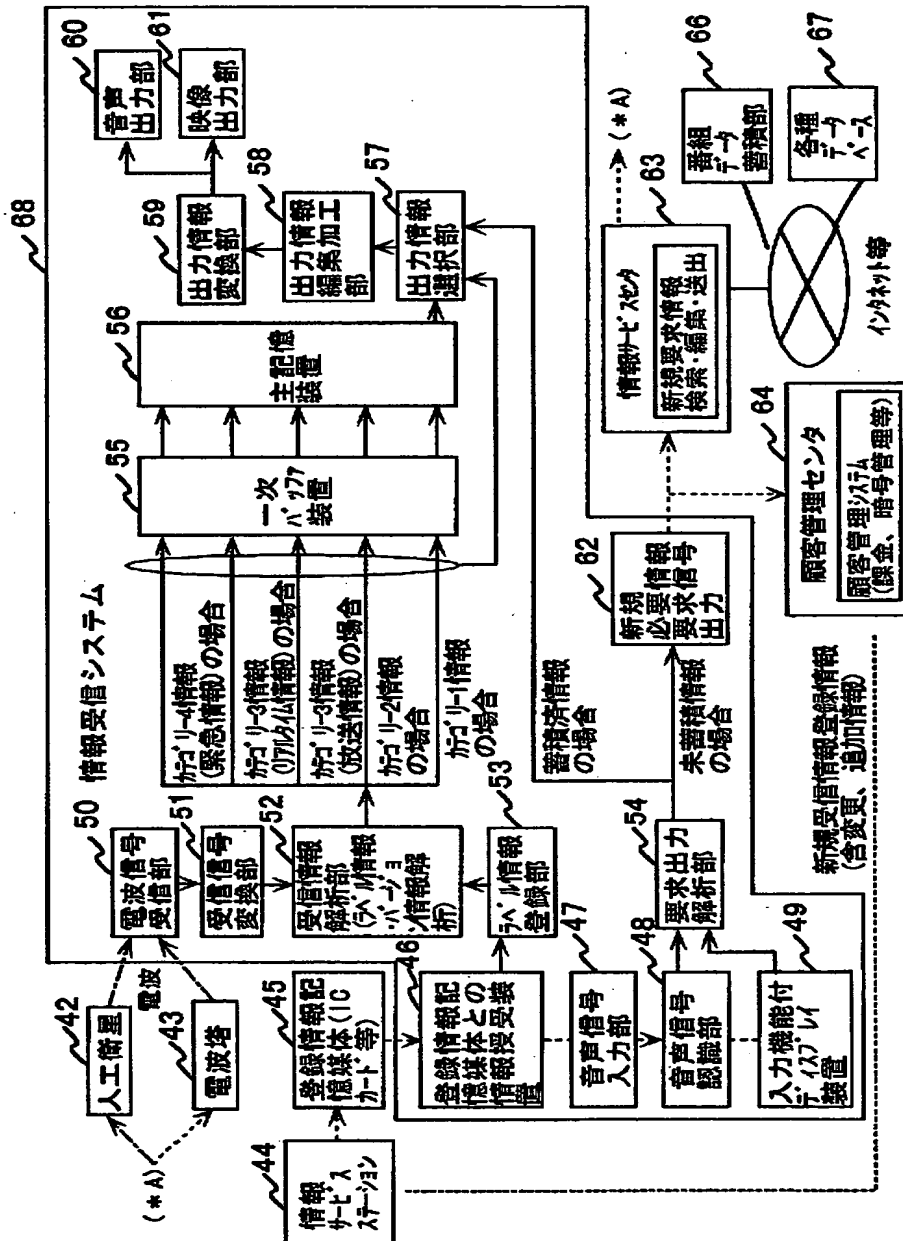 情報受信システム
68
(*A)
42
人工衛星
43
電波塔
電波
50
電波信号
受信部
51
受信信号
変換部
52
受信情報
解析部
(ラベル情報
・バージョ
ン情報解
析)
53
ラベル情報
登録部
44
情報
サービス
ステーション
45
登録情報記
憶媒体(IC
カード等)
46
登録情報記
憶媒体との
情報授受装
置
47
音声信号
入力部
48
音声信号
認識部
49
入力機能付
ディスプレイ
装置
54
要求出力
解析部
カテゴリー4情報
(緊急情報)の場合
カテゴリー3情報
(リアルタイム情報)の場合
カテゴリー3情報
(放送情報)の場合
カテゴリー2情報
の場合
カテゴリー1情報
の場合
55
一次
バッファ
装置
56
主記憶
装置
57
出力情報
選択部
58
出力情報
編集加工
部
59
出力情報
変換部
60
音声
出力部
61
映像
出力部
蓄積済情報
の場合
未蓄積情報
の場合
62
新規
必要情報
要求信号
出力
63
情報サービスセンタ
新規要求情報
検索・編集・送出
(*A)
64
顧客管理センタ
顧客管理システム
(課金、暗号管理等)
66
番組
データ
蓄積部
67
各種
データ
ベース
インタネット等
新規受信情報登録情報
(含変更、追加情報)